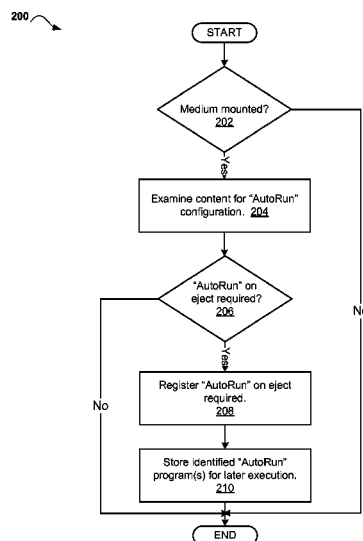 200
START
Medium mounted?
202
Yes
Examine content for "AutoRun"
configuration. 204
"AutoRun" on
eject required?
206
No
Yes
Register "AutoRun" on eject
required.
208
No
Store identified "AutoRun"
program(s) for later execution.
210
END